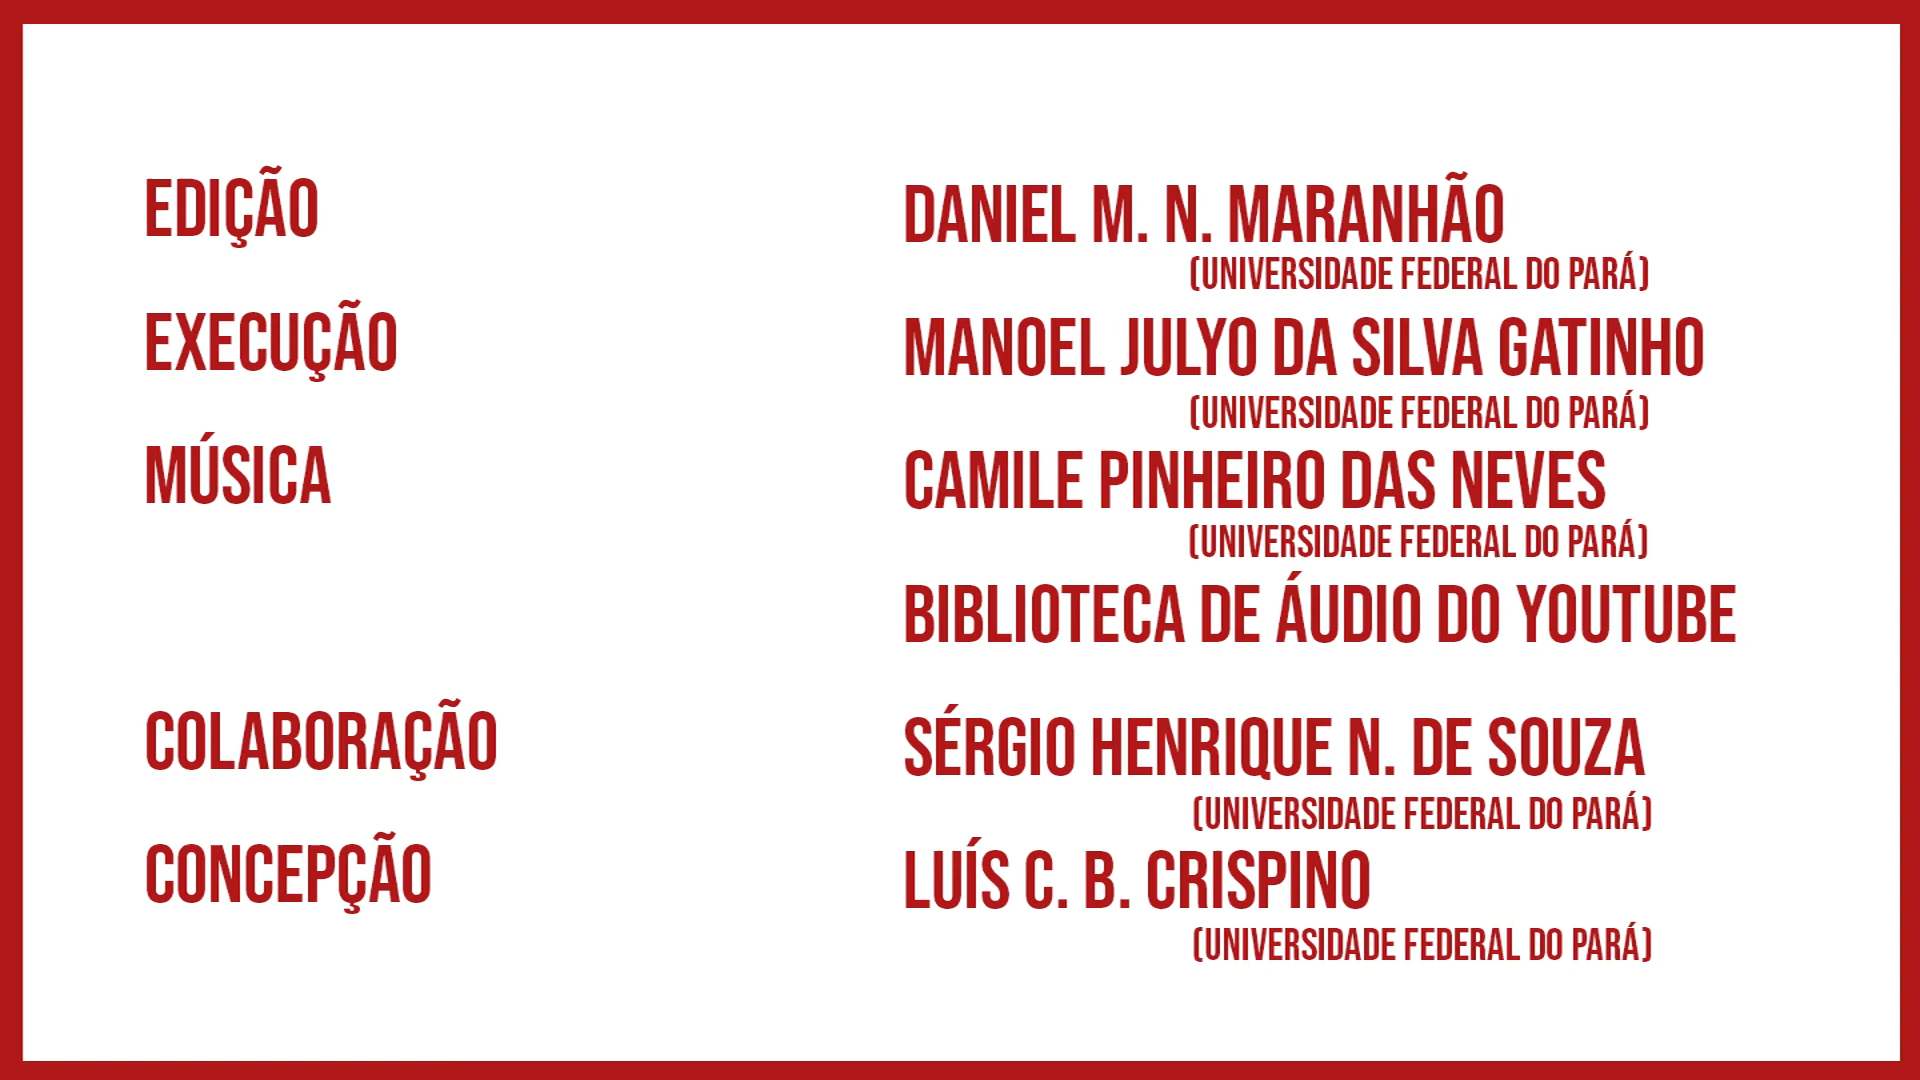 EDIÇÃO DANIEL M. N. MARANHÃO
(UNIVERSIDADE FEDERAL DO PARÁ)
EXECUÇÃO MANOEL JULYO DA SILVA GATINHO
(UNIVERSIDADE FEDERAL DO PARÁ)
MÚSICA CAMILE PINHEIRO DAS NEVES
(UNIVERSIDADE FEDERAL DO PARÁ)
BIBLIOTECA DE ÁUDIO DO YOUTUBE
COLABORAÇÃO SÉRGIO HENRIQUE N. DE SOUZA
(UNIVERSIDADE FEDERAL DO PARÁ)
CONCEPÇÃO LUÍS C. B. CRISPINO
(UNIVERSIDADE FEDERAL DO PARÁ)